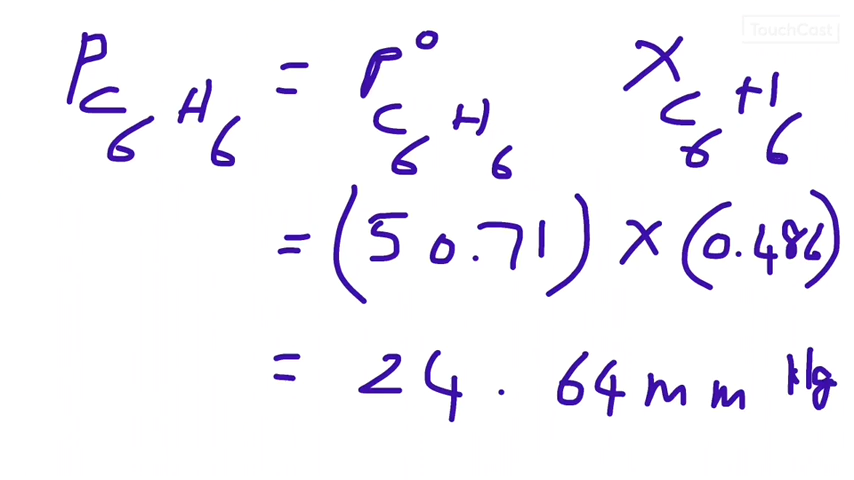 TouchCast
P C6H6 = P° C6H6 X C6H6
= (50.71) X (0.486)
= 24.64 mm Hg